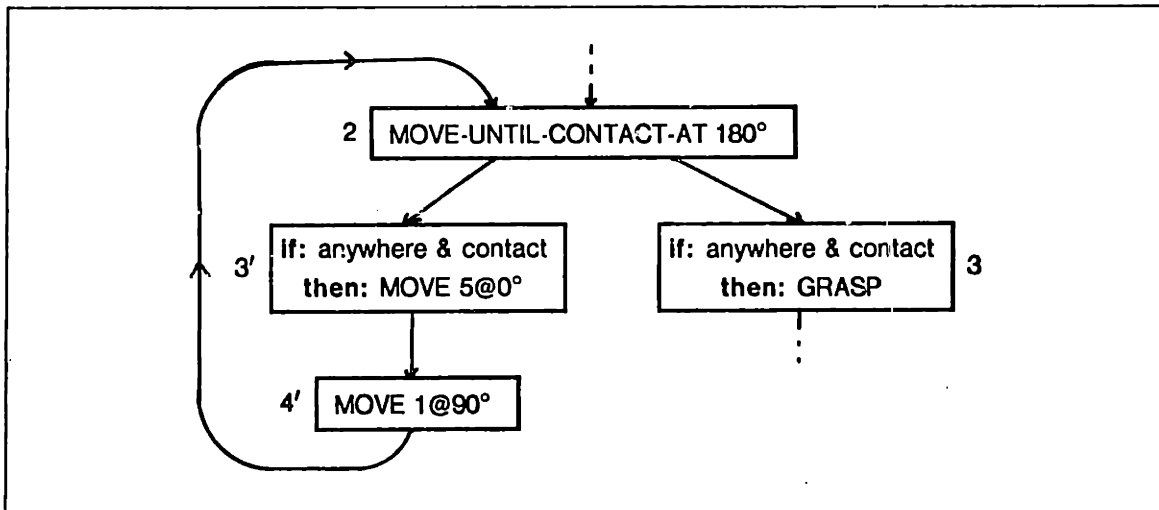 2 MOVE-UNTIL-CONTACT-AT 180°
3′ if: anywhere & contact
then: MOVE 5@0°
if: anywhere & contact 3
then: GRASP
4′ MOVE 1@90°